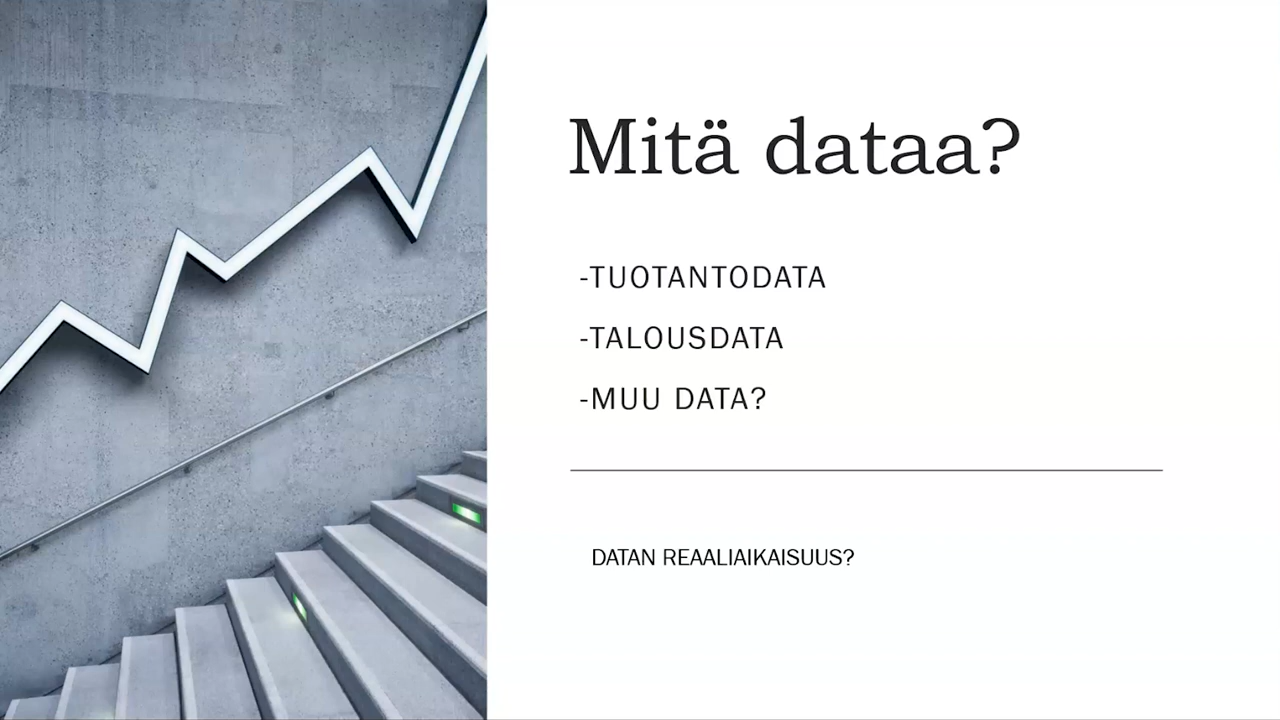 Mitä dataa?
-TUOTANTODATA
-TALOUSDATA
-MUU DATA?
DATAN REAALIAIKAISUUS?